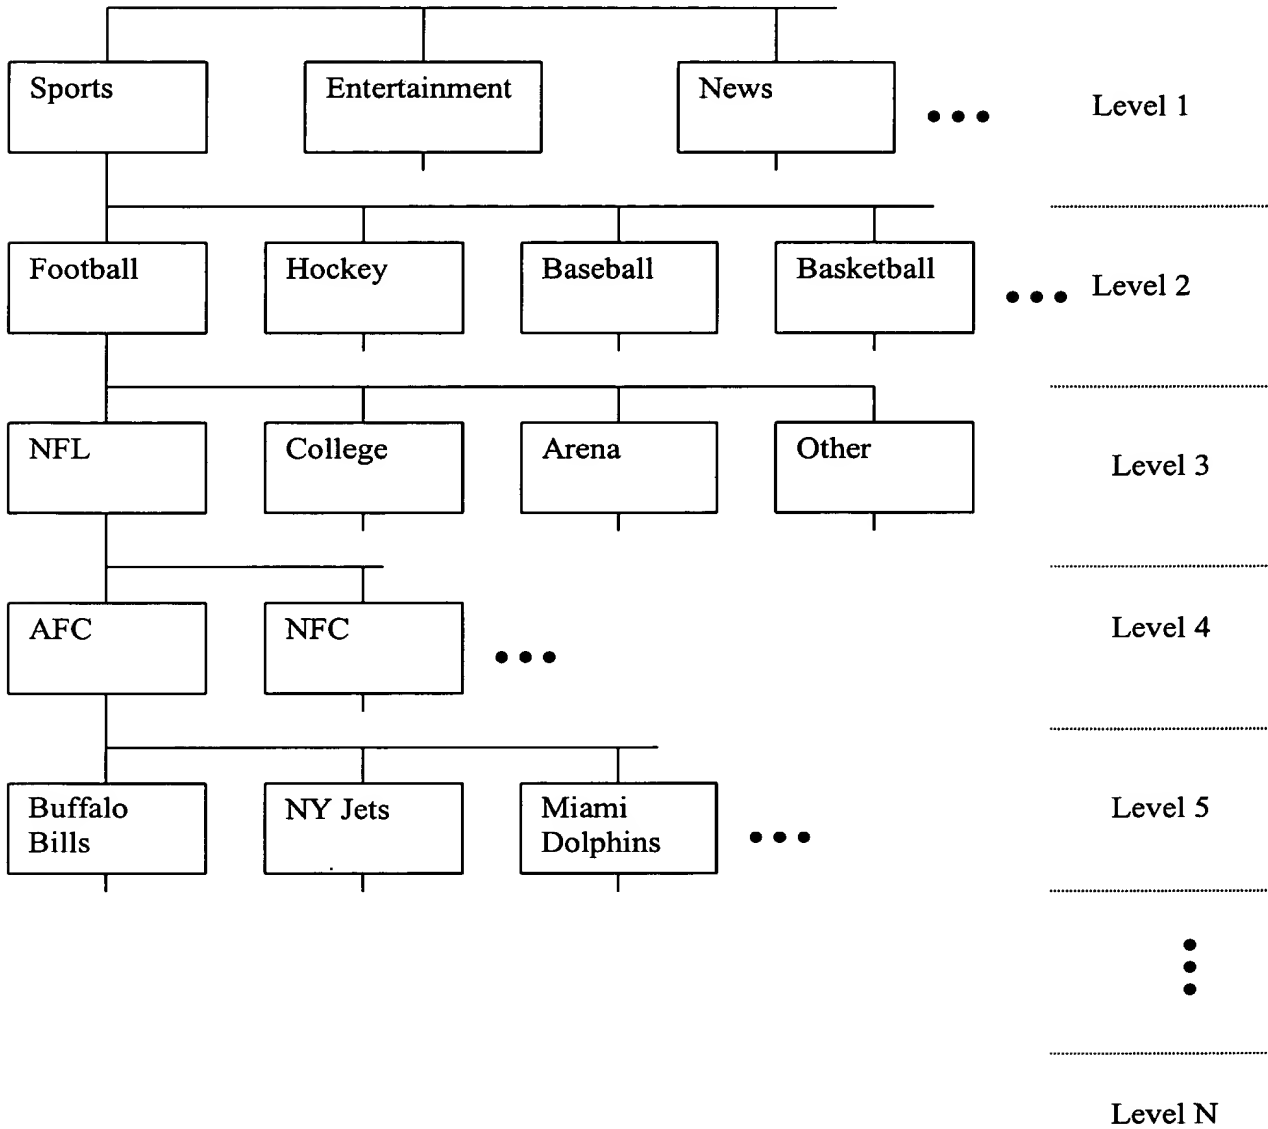 Sports Entertainment News Level 1
Football Hockey Baseball Basketball Level 2
NFL College Arena Other Level 3
AFC NFC Level 4
Buffalo NY Jets Miami Level 5
Bills Dolphins
Level N